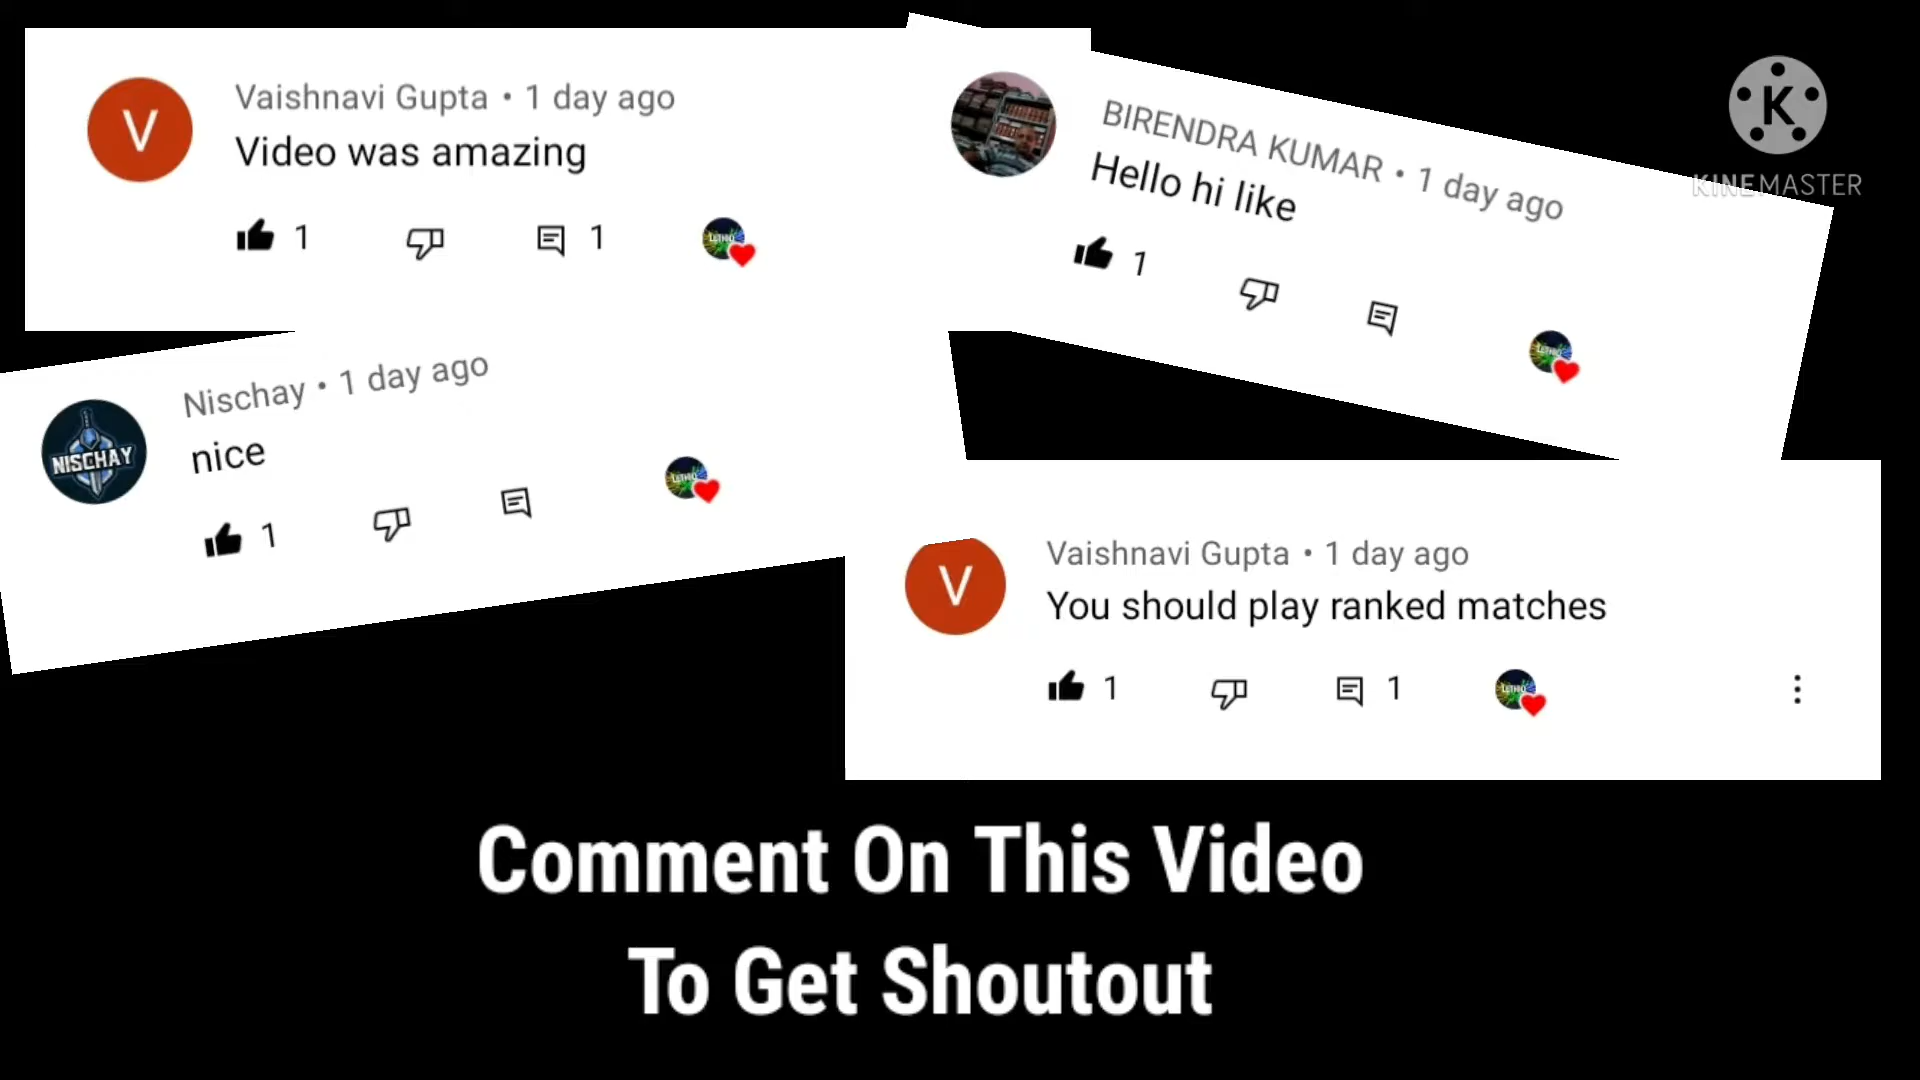 Vaishnavi Gupta • 1 day ago
Video was amazing
1 1
BIRENDRA KUMAR • 1 day ago
Hello hi like
1
K
KINEMASTER
Nischay • 1 day ago
nice
1
NISCHAY
V
Vaishnavi Gupta • 1 day ago
You should play ranked matches
1 1
V
Comment On This Video
To Get Shoutout